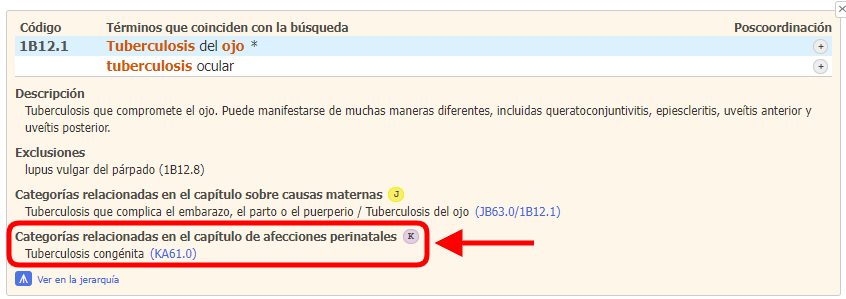 Código Términos que coinciden con la búsqueda Poscoordinación
1B12.1 Tuberculosis del ojo *
tuberculosis ocular
Descripción
Tuberculosis que compromete el ojo. Puede manifestarse de muchas maneras diferentes, incluidas queratoconjuntivitis, epiescleritis, uveítis anterior y
uveítis posterior.
Exclusiones
lupus vulgar del párpado (1B12.8)
Categorías relacionadas en el capítulo sobre causas maternas J
Tuberculosis que complica el embarazo, el parto o el puerperio / Tuberculosis del ojo (JB63.0/1B12.1)
Categorías relacionadas en el capítulo de afecciones perinatales K
Tuberculosis congénita (KA61.0)
Ver en la jerarquía